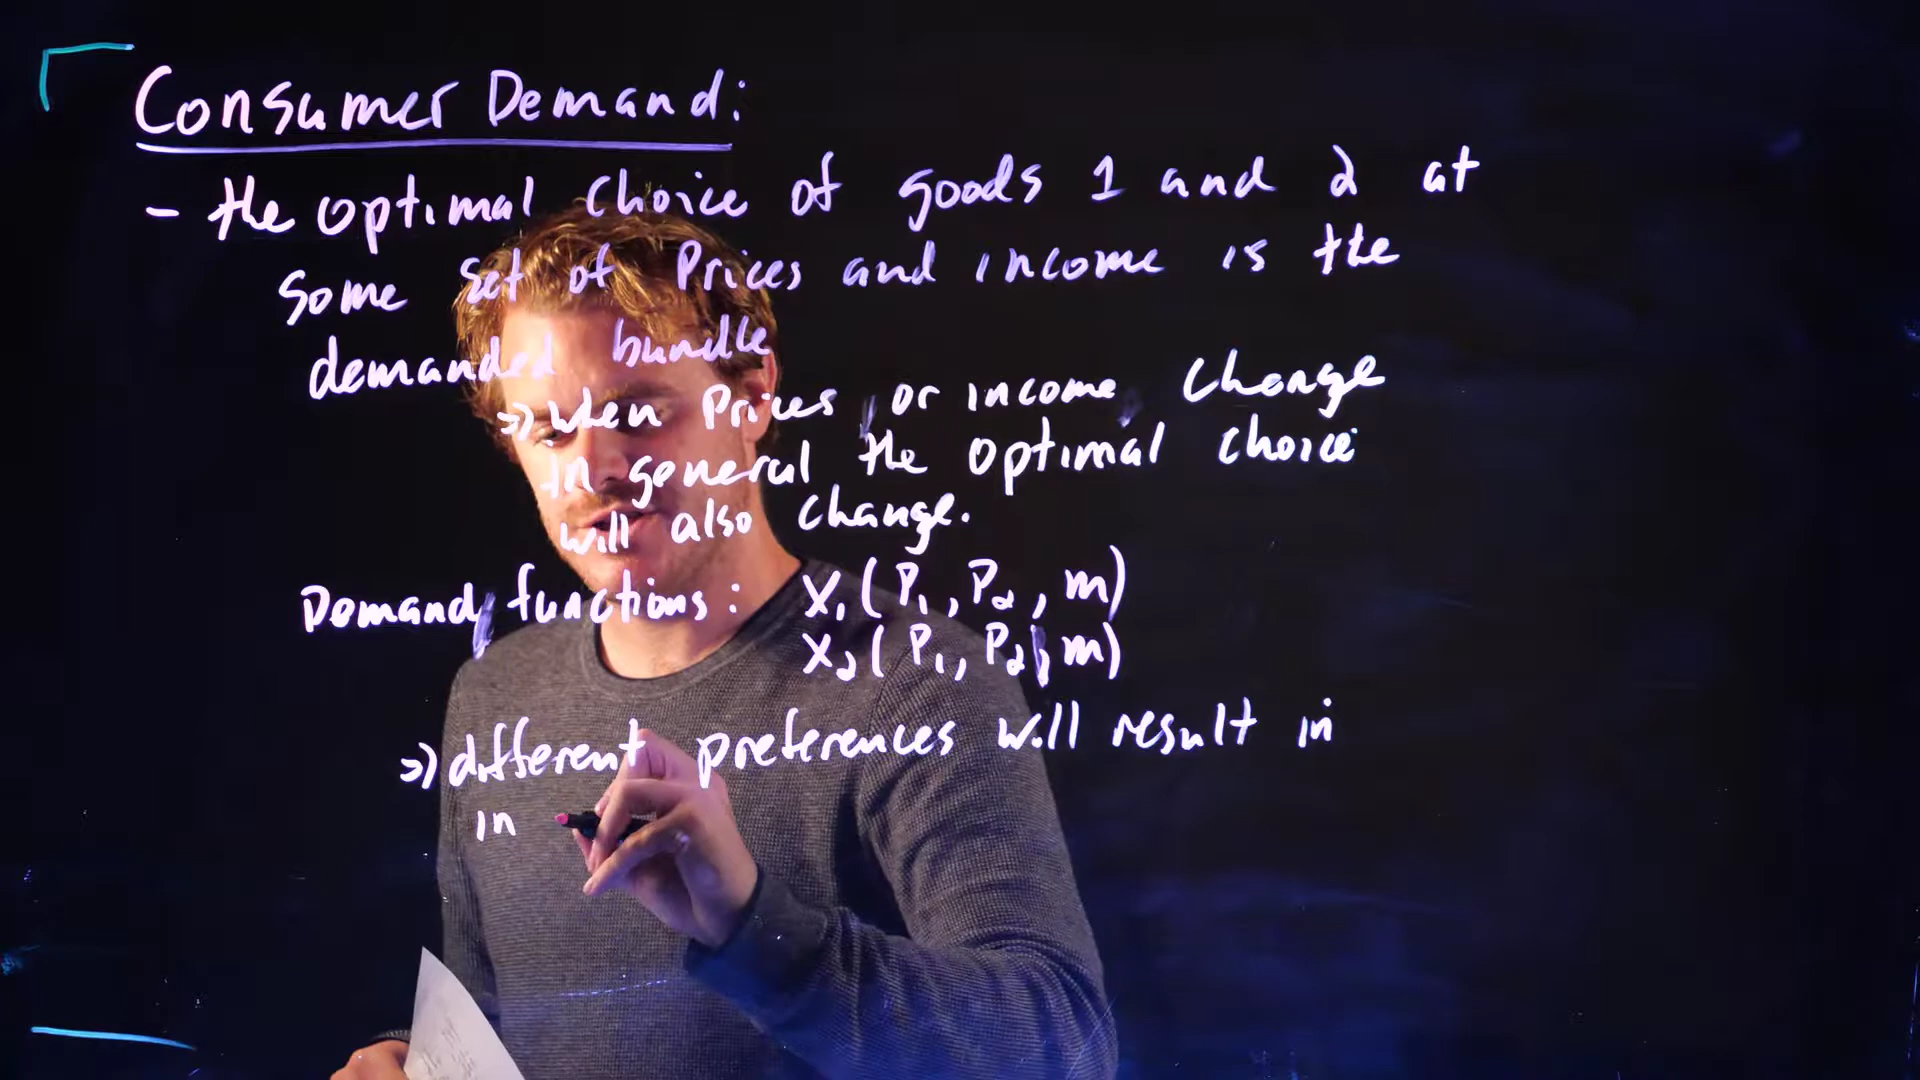 Consumer Demand:
- the optimal choice of goods 1 and 2 at
some set of Prices and income is the
demanded bundle
=> when Prices, or income change
in general the optimal choice
will also change.
Demand functions: X₁(P₁, P₂, m)
X₂(P₁, P₂, m)
=> different preferences will result in
in